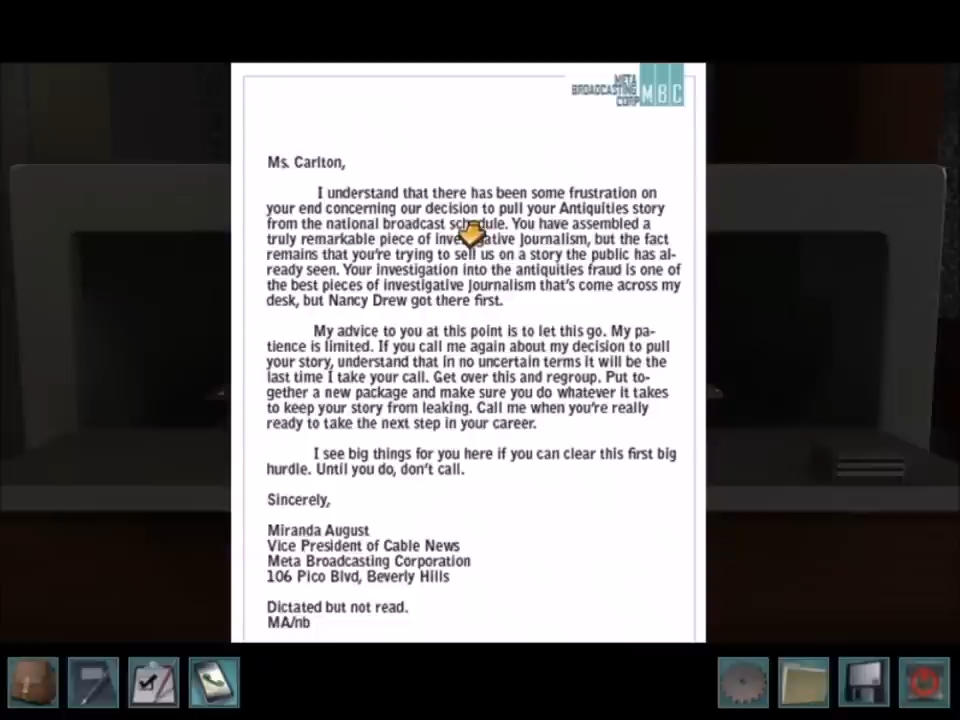 META
BROADCASTING
CORP
MBC
Ms. Carlton,
I understand that there has been some frustration on
your end concerning our decision to pull your Antiquities story
from the national broadcast schedule. You have assembled a
truly remarkable piece of investigative Journalism, but the fact
remains that you're trying to sell us on a story the public has al-
ready seen. Your investigation into the antiquities fraud is one of
the best pieces of investigative Journalism that's come across my
desk, but Nancy Drew got there first.
My advice to you at this point is to let this go. My pa-
tience is limited. If you call me again about my decision to pull
your story, understand that in no uncertain terms it will be the
last time I take your call. Get over this and regroup. Put to-
gether a new package and make sure you do whatever it takes
to keep your story from leaking. Call me when you're really
ready to take the next step in your career.
I see big things for you here if you can clear this first big
hurdle. Until you do, don't call.
Sincerely,
Miranda August
Vice President of Cable News
Meta Broadcasting Corporation
106 Pico Blvd, Beverly Hills
Dictated but not read.
MA/nb